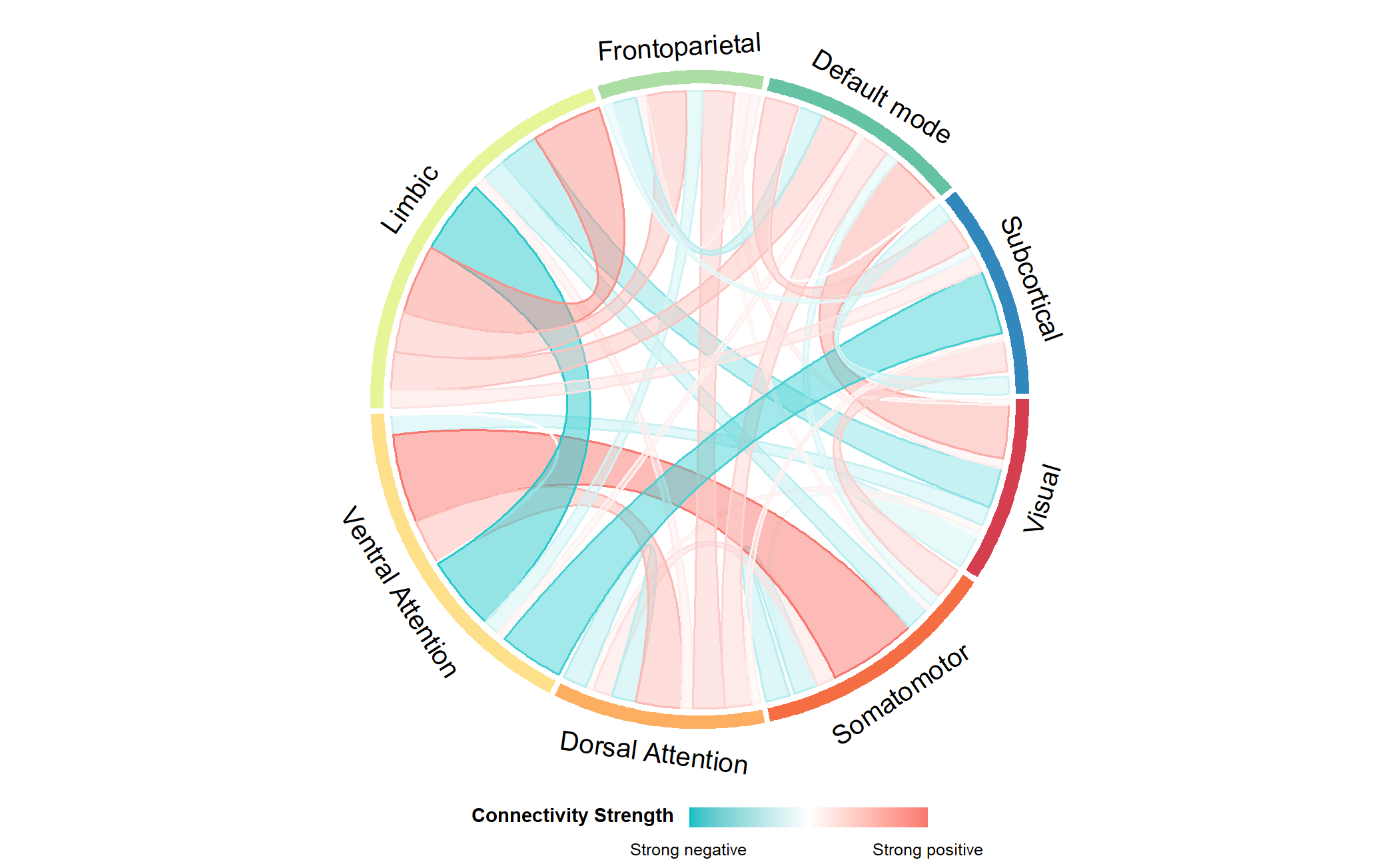 Frontoparietal
Default mode
Limbic
Subcortical
Visual
Ventral Attention
Somatomotor
Dorsal Attention
Connectivity Strength
Strong negative
Strong positive